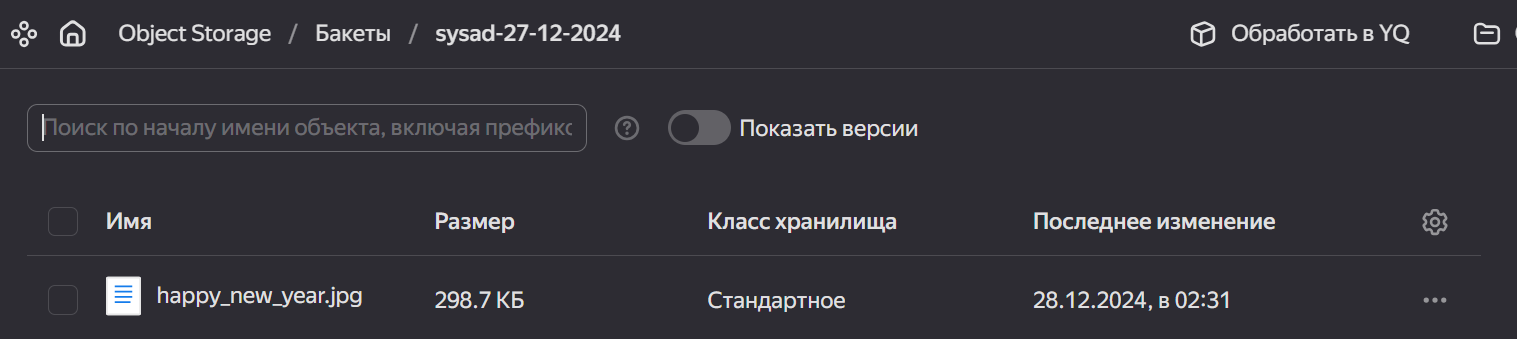 Object Storage / Бакеты / sysad-27-12-2024 Обработать в YQ
Поиск по началу имени объекта, включая префикс Показать версии
Имя Размер Класс хранилища Последнее изменение
happy_new_year.jpg 298.7 КБ Стандартное 28.12.2024, в 02:31